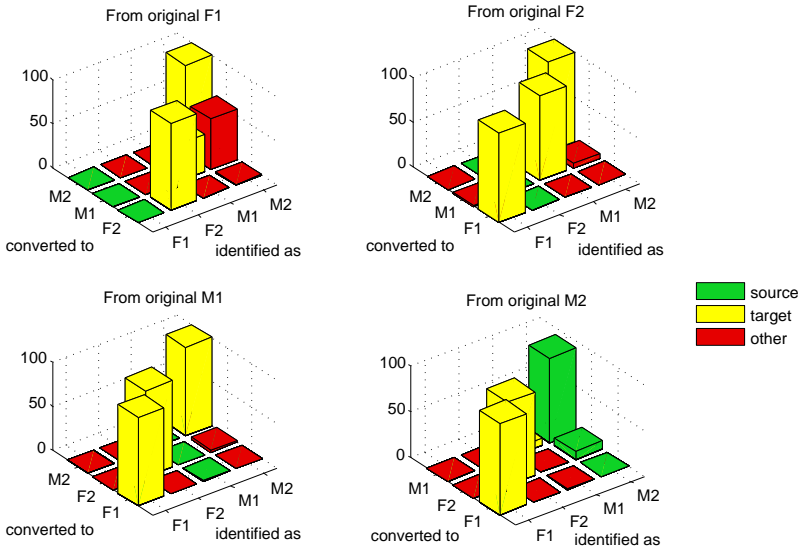 From original F1
100
50
0
M2
M1
F2
converted to
F1
F2
M1
M2
identified as
From original F2
100
50
0
M2
M1
F1
converted to
F1
F2
M1
M2
identified as
From original M1
100
50
0
M2
F2
F1
converted to
F1
F2
M1
M2
identified as
From original M2
100
50
0
M1
F2
F1
converted to
F1
F2
M1
M2
identified as
source
target
other